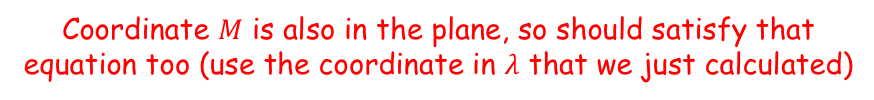 Coordinate M is also in the plane, so should satisfy that
equation too (use the coordinate in λ that we just calculated)